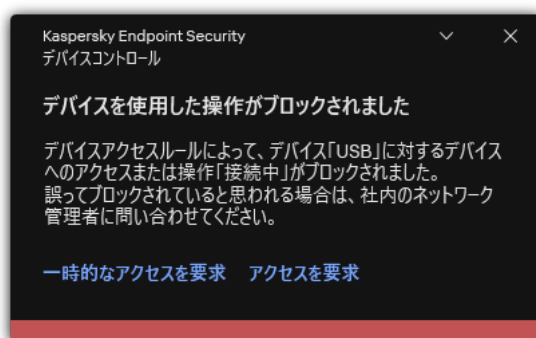 Kaspersky Endpoint Security
デバイスコントロール
デバイスを使用した操作がブロックされました
デバイスアクセスルールによって、デバイス「USB」に対するデバイス
へのアクセスまたは操作「接続中」がブロックされました。
誤ってブロックされていると思われる場合は、社内のネットワーク
管理者に問い合わせてください。
一時的なアクセスを要求 アクセスを要求